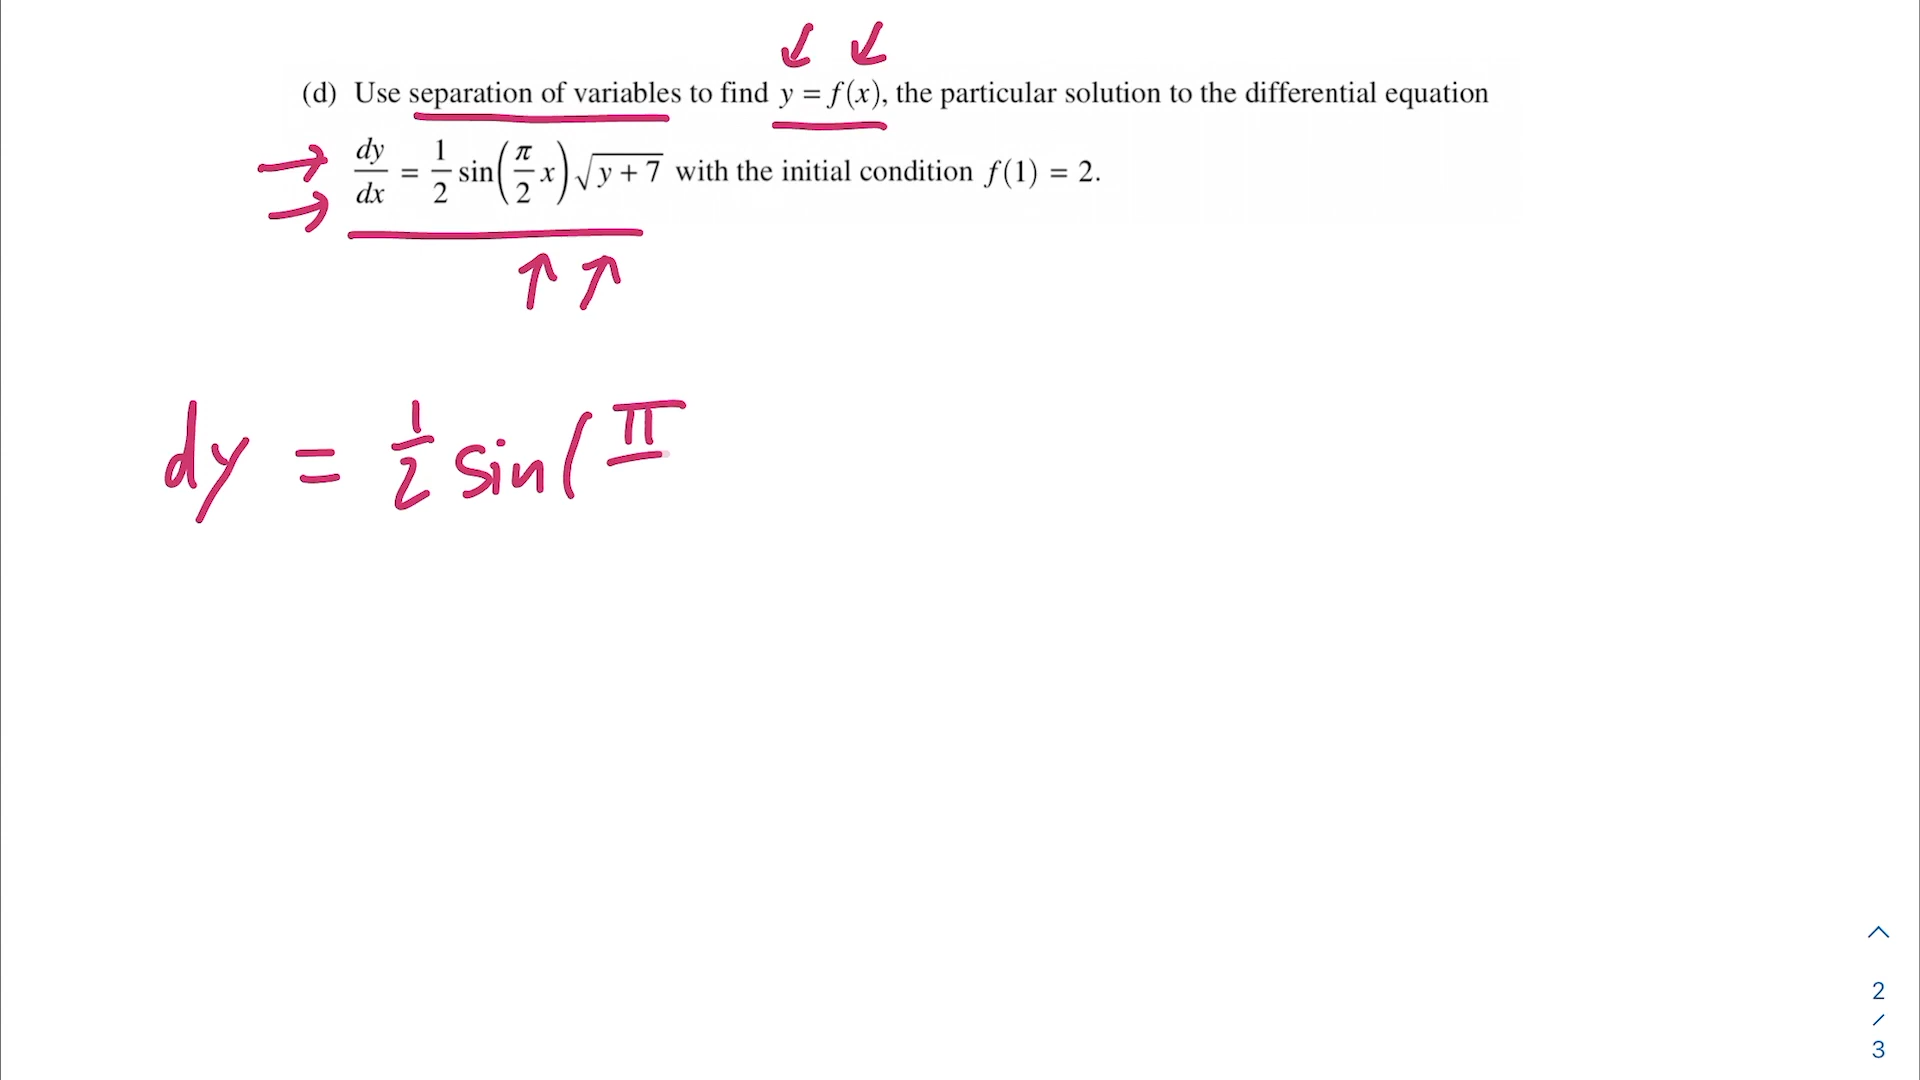 (d) Use separation of variables to find y = f(x), the particular solution to the differential equation
dy/dx = 1/2 sin(π/2 x) √(y + 7) with the initial condition f(1) = 2.
dy = 1/2 sin( π
2
/
3